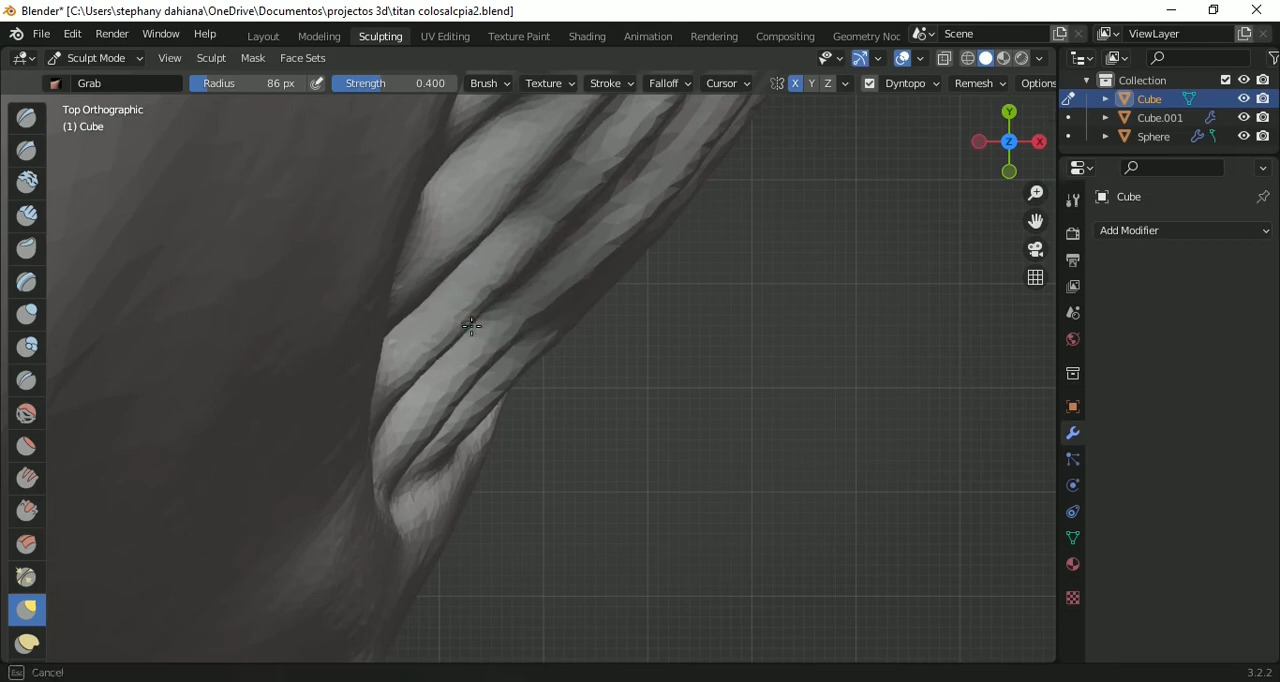 Blender* [C:\Users\stephany dahiana\OneDrive\Documentos\projectos 3d\titan colosalcpia2.blend]
File Edit Render Window Help Layout Modeling Sculpting UV Editing Texture Paint Shading Animation Rendering Compositing Geometry Noc Scene ViewLayer
Sculpt Mode View Sculpt Mask Face Sets
Grab Radius 86 px Strength 0.400 Brush Texture Stroke Falloff Cursor X Y Z Dyntopo Remesh Options
Top Orthographic
(1) Cube
Y
Z X
Collection
Cube
Cube.001
Sphere
Cube
Add Modifier
Esc Cancel
3.2.2